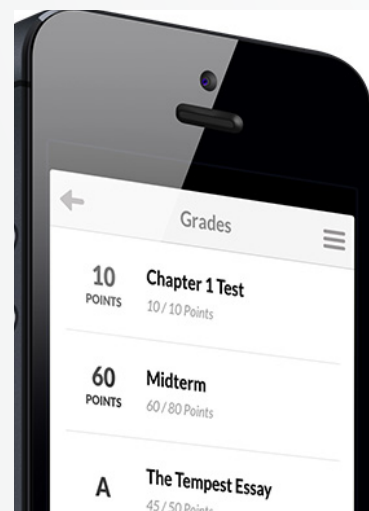 Grades
10
POINTS
Chapter 1 Test
10 / 10 Points
60
POINTS
Midterm
60 / 80 Points
A
The Tempest Essay
45 / 50 Points